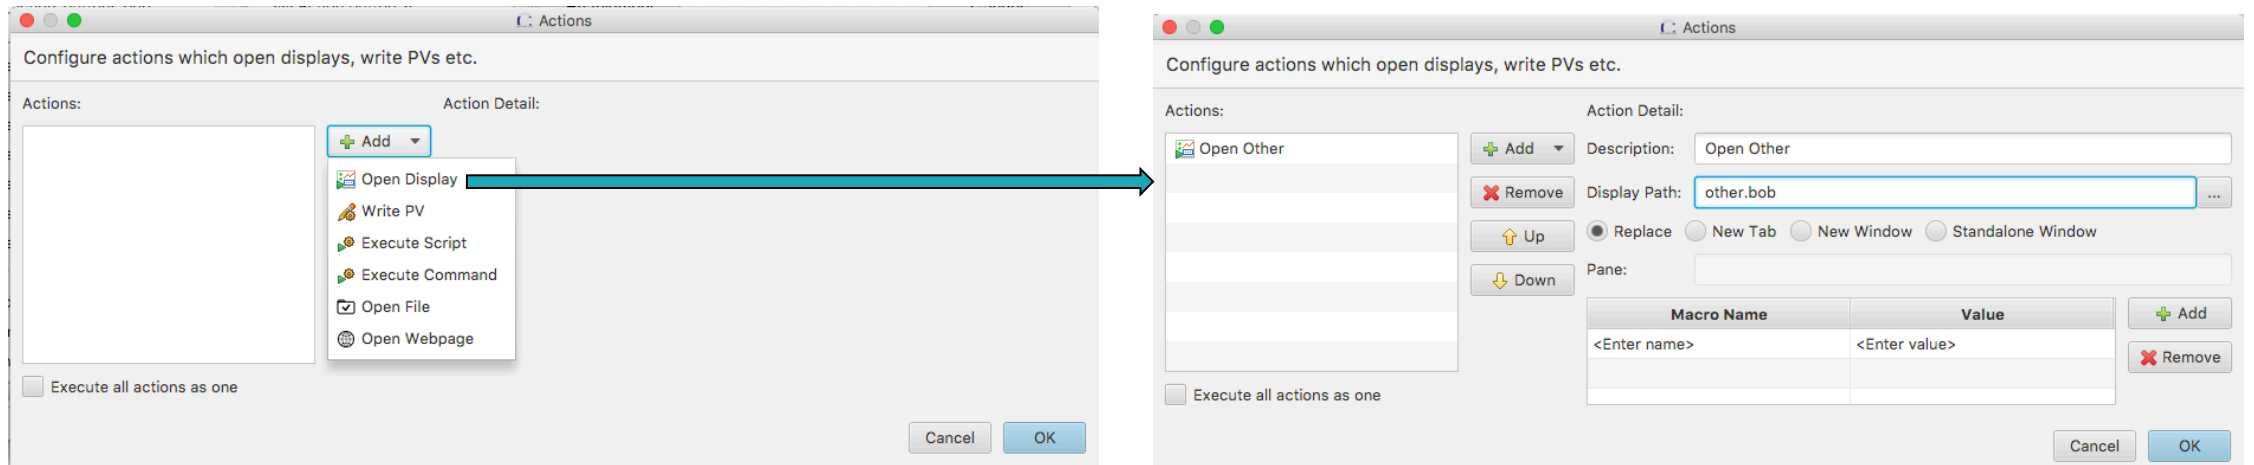 Actions
Configure actions which open displays, write PVs etc.
Actions:
Action Detail:
Add
Open Display
Write PV
Execute Script
Execute Command
Open File
Open Webpage
Execute all actions as one
Cancel
OK
Actions
Configure actions which open displays, write PVs etc.
Actions:
Action Detail:
Open Other
Add
Remove
Up
Down
Description:
Open Other
Display Path:
other.bob
...
Replace
New Tab
New Window
Standalone Window
Pane:
Macro Name
Value
<Enter name>
<Enter value>
Add
Remove
Execute all actions as one
Cancel
OK